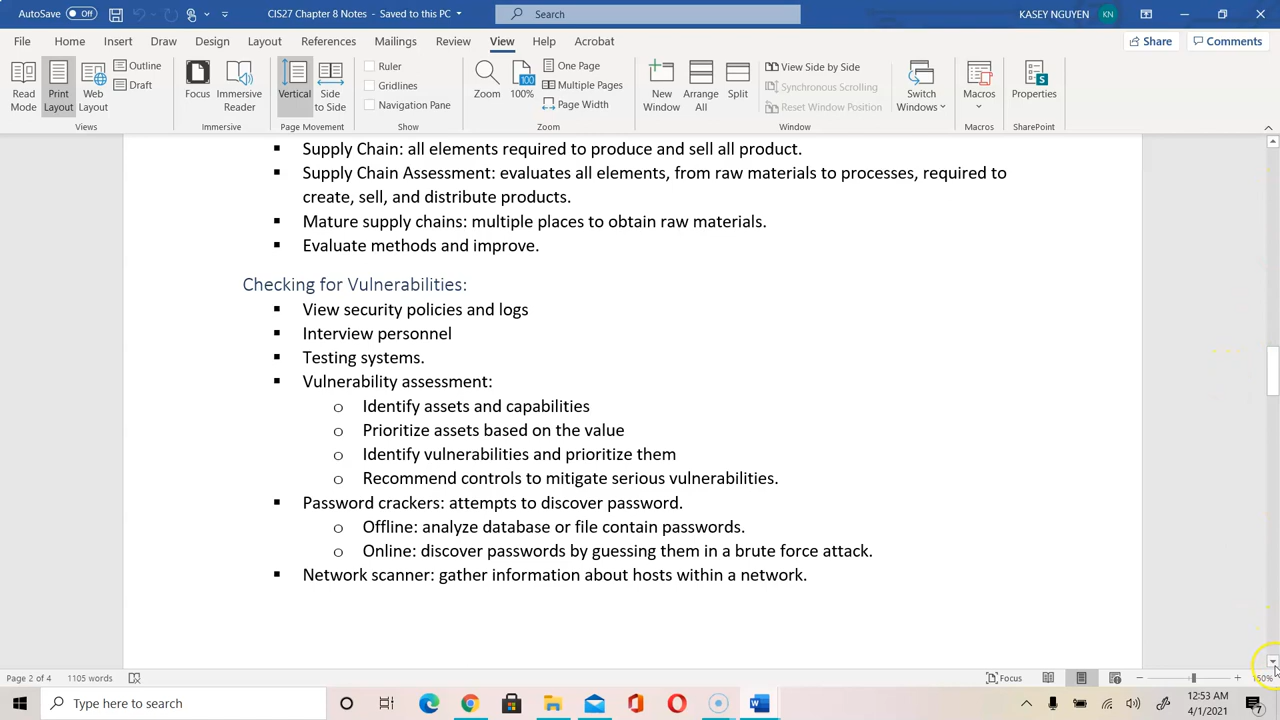 AutoSave Off CIS27 Chapter 8 Notes - Saved to this PC Search KASEY NGUYEN KN
File Home Insert Draw Design Layout References Mailings Review View Help Acrobat Share Comments
Read Mode Print Layout Web Layout Outline Draft Focus Immersive Reader Vertical Side to Side Ruler Gridlines Navigation Pane Zoom 100 100% One Page Multiple Pages Page Width New Window Arrange All Split View Side by Side Synchronous Scrolling Reset Window Position Switch Windows Macros Properties
Views Immersive Page Movement Show Zoom Window Macros SharePoint
▪ Supply Chain: all elements required to produce and sell all product.
▪ Supply Chain Assessment: evaluates all elements, from raw materials to processes, required to
create, sell, and distribute products.
▪ Mature supply chains: multiple places to obtain raw materials.
▪ Evaluate methods and improve.
Checking for Vulnerabilities:
▪ View security policies and logs
▪ Interview personnel
▪ Testing systems.
▪ Vulnerability assessment:
o Identify assets and capabilities
o Prioritize assets based on the value
o Identify vulnerabilities and prioritize them
o Recommend controls to mitigate serious vulnerabilities.
▪ Password crackers: attempts to discover password.
o Offline: analyze database or file contain passwords.
o Online: discover passwords by guessing them in a brute force attack.
▪ Network scanner: gather information about hosts within a network.
Page 2 of 4 1105 words Focus 150%
Type here to search 12:53 AM
4/1/2021 7